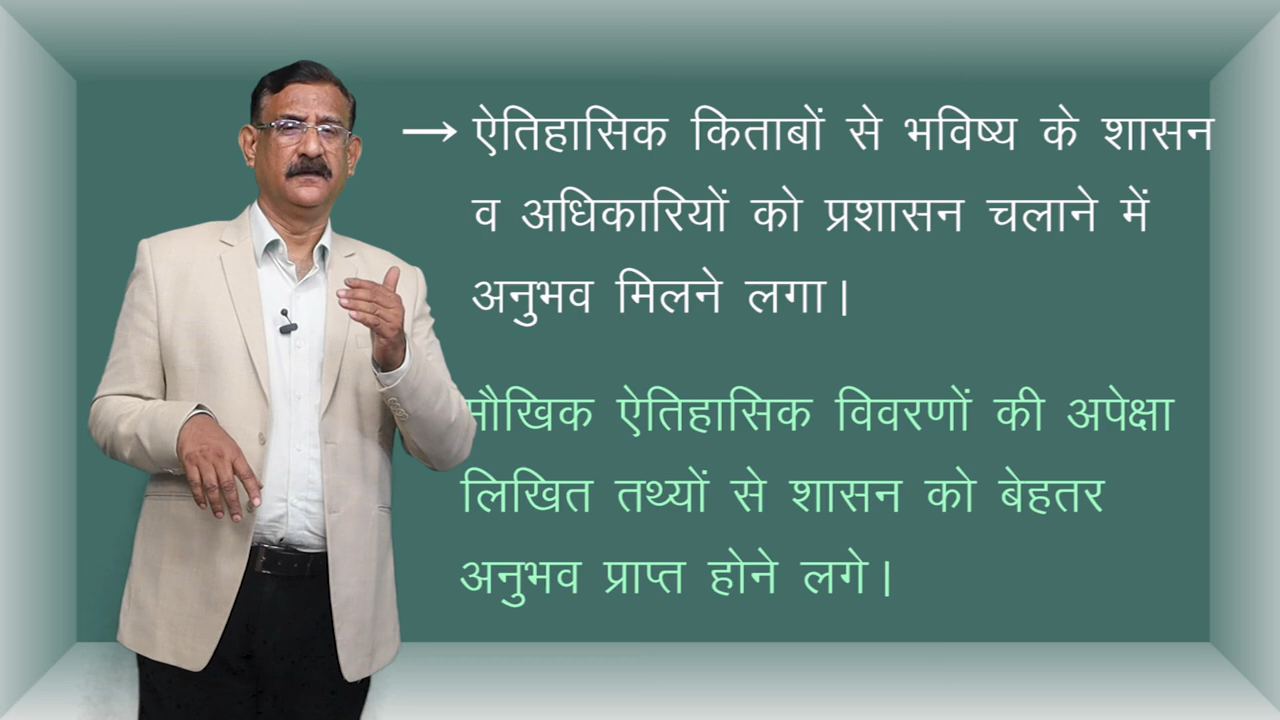 → ऐतिहासिक किताबों से भविष्य के शासन
व अधिकारियों को प्रशासन चलाने में
अनुभव मिलने लगा।
मौखिक ऐतिहासिक विवरणों की अपेक्षा
लिखित तथ्यों से शासन को बेहतर
अनुभव प्राप्त होने लगे।